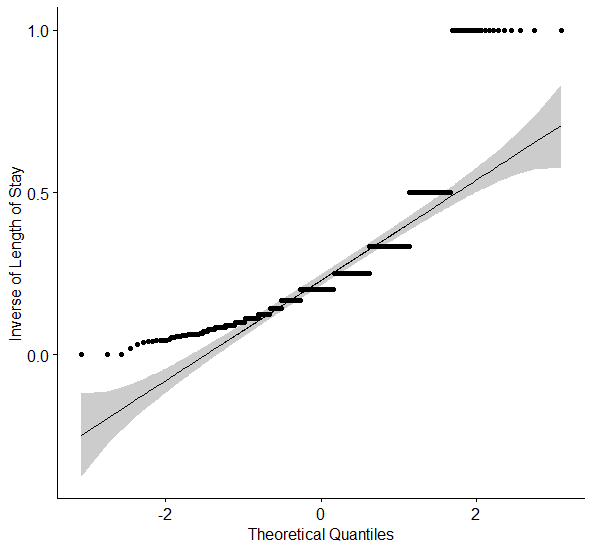 1.0
0.5
0.0
Inverse of Length of Stay
-2 0 2
Theoretical Quantiles